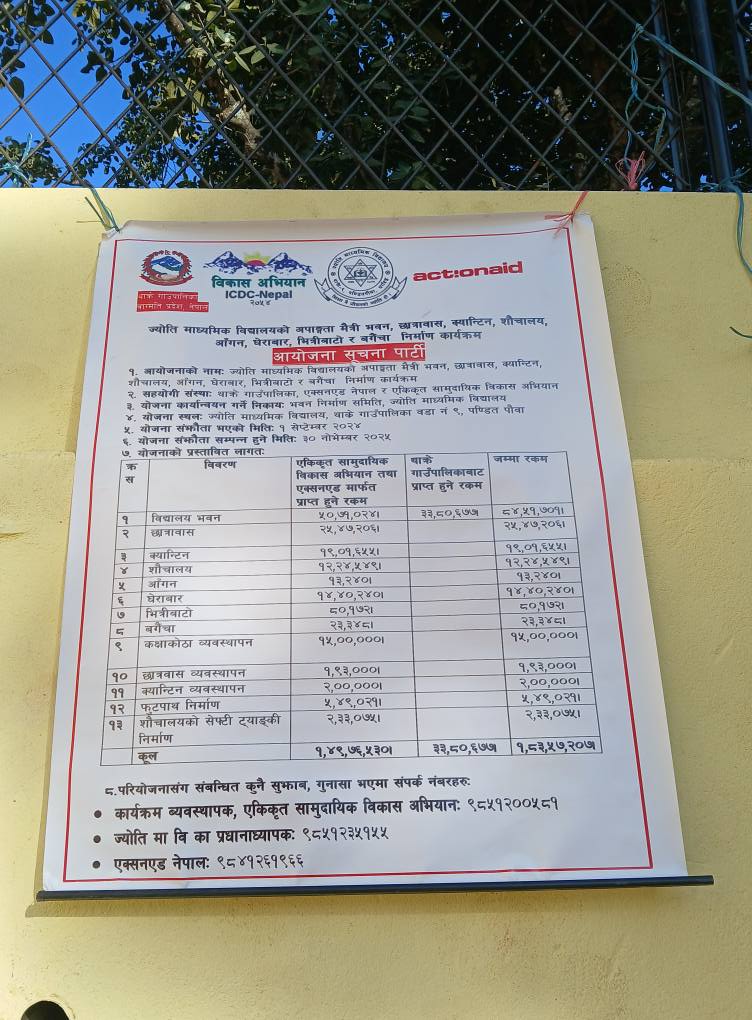 थाक्रे गाउँपालिका
बागमति प्रदेश, नेपाल
विकास अभियान
ICDC-Nepal
२०५४
act:onaid
ज्योति माध्यमिक विद्यालयको अपाङ्गता मैत्री भवन, छात्रावास, क्यान्टिन, शौचालय,
आँगन, घेराबार, भित्रीबाटो र बगैंचा निर्माण कार्यक्रम
आयोजना सूचना पार्टी
१. आयोजनाको नामः ज्योति माध्यमिक विद्यालयको अपाङ्गता मैत्री भवन, छात्रावास, क्यान्टिन,
शौचालय, आँगन, घेराबार, भित्रीबाटो र बगैंचा निर्माण कार्यक्रम
२. सहयोगी संस्थाः थाक्रे गाउँपालिका, एक्सनएड नेपाल र एकिकृत सामुदायिक विकास अभियान
३. योजना कार्यान्वयन गर्ने निकायः भवन निर्माण समिति, ज्योति माध्यमिक विद्यालय
४. योजना स्थलः ज्योति माध्यमिक विद्यालय, थाक्रे गाउँपालिका वडा नं ९, पण्डित पौवा
५. योजना संझौता भएको मितिः १ सेप्टेम्बर २०२४
६. योजना संझौता सम्पन्न हुने मितिः ३० नोभेम्बर २०२५
७. योजनाको प्रस्तावित लागतः
क्र स विवरण एकिकृत सामुदायिक विकास अभियान तथा एक्सनएड मार्फत प्राप्त हुने रकम थाक्रे गाउँपालिकाबाट प्राप्त हुने रकम जम्मा रकम
१ विद्यालय भवन ५०,७१,०२४। ३३,८०,६७७ ८४,५१,७०१।
२ छात्रावास २५,४७,२०६। २५,४७,२०६।
३ क्यान्टिन १९,०१,६५५। १९,०१,६५५।
४ शौचालय १२,२४,५४९। १२,२४,५४९।
५ आँगन १३,२४०। १३,२४०।
६ घेराबार १४,४०,२४०। १४,४०,२४०।
७ भित्रीबाटो ८०,१७२। ८०,१७२।
८ बगैंचा २३,३४८। २३,३४८।
९ कक्षाकोठा व्यवस्थापन १५,००,०००। १५,००,०००।
१० छात्रवास व्यवस्थापन १,९३,०००। १,९३,०००।
११ क्यान्टिन व्यवस्थापन २,००,०००। २,००,०००।
१२ फुटपाथ निर्माण ५,४९,०२१। ५,४९,०२१।
१३ शौचालयको सेफ्टी ट्याङ्की निर्माण २,३३,०७५। २,३३,०७५।
कूल १,४९,७६,५३०। ३३,८०,६७७। १,८३,५७,२०७।
८.परियोजनासंग संबन्धित कुनै सुझाब, गुनासा भएमा संपर्क नंबरहरुः
• कार्यक्रम ब्यवस्थापक, एकिकृत सामुदायिक विकास अभियानः ९८५१२००५८१
• ज्योति मा वि का प्रधानाध्यापकः ९८५१२३५१५५
• एक्सनएड नेपालः ९८४१२६१९६६